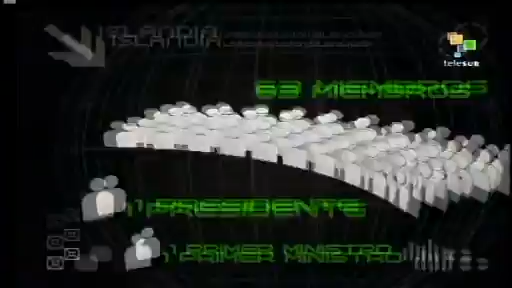 ISLANDIA
teleSUR
63 MIEMBROS
1 PRESIDENTE
1 PRIMER MINISTRO